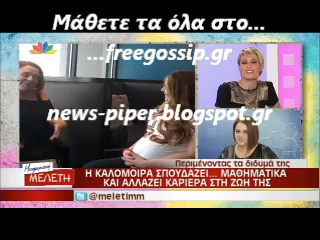 Μάθετε τα όλα στο...
...freegossip.gr
news-piper.blogspot.gr
Περιμένοντας τα δίδυμά της
Μεσημεριανή
ΜΕΛΕΤΗ
Η ΚΑΛΟΜΟΙΡΑ ΣΠΟΥΔΑΖΕΙ... ΜΑΘΗΜΑΤΙΚΑ
ΚΑΙ ΑΛΛΑΖΕΙ ΚΑΡΙΕΡΑ ΣΤΗ ΖΩΗ ΤΗΣ
@meletimm